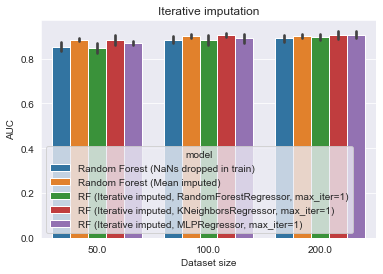 Iterative imputation
AUC
0.8
0.6
0.4
0.2
0.0
model
Random Forest (NaNs dropped in train)
Random Forest (Mean imputed)
RF (Iterative imputed, RandomForestRegressor, max_iter=1)
RF (Iterative imputed, KNeighborsRegressor, max_iter=1)
RF (Iterative imputed, MLPRegressor, max_iter=1)
50.0 100.0 200.0
Dataset size